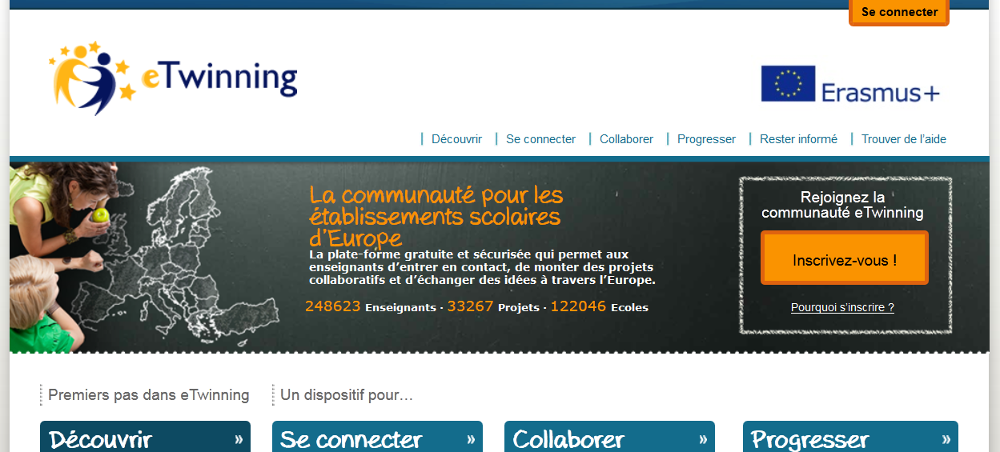 Se connecter
eTwinning
Erasmus+
Découvrir Se connecter Collaborer Progresser Rester informé Trouver de l'aide
La communauté pour les
établissements scolaires
d'Europe
La plate-forme gratuite et sécurisée qui permet aux
enseignants d'entrer en contact, de monter des projets
collaboratifs et d'échanger des idées à travers l'Europe.
248623 Enseignants · 33267 Projets · 122046 Ecoles
Rejoignez la
communauté eTwinning
Inscrivez-vous !
Pourquoi s'inscrire ?
Premiers pas dans eTwinning
Un dispositif pour...
Découvrir »
Se connecter »
Collaborer »
Progresser »